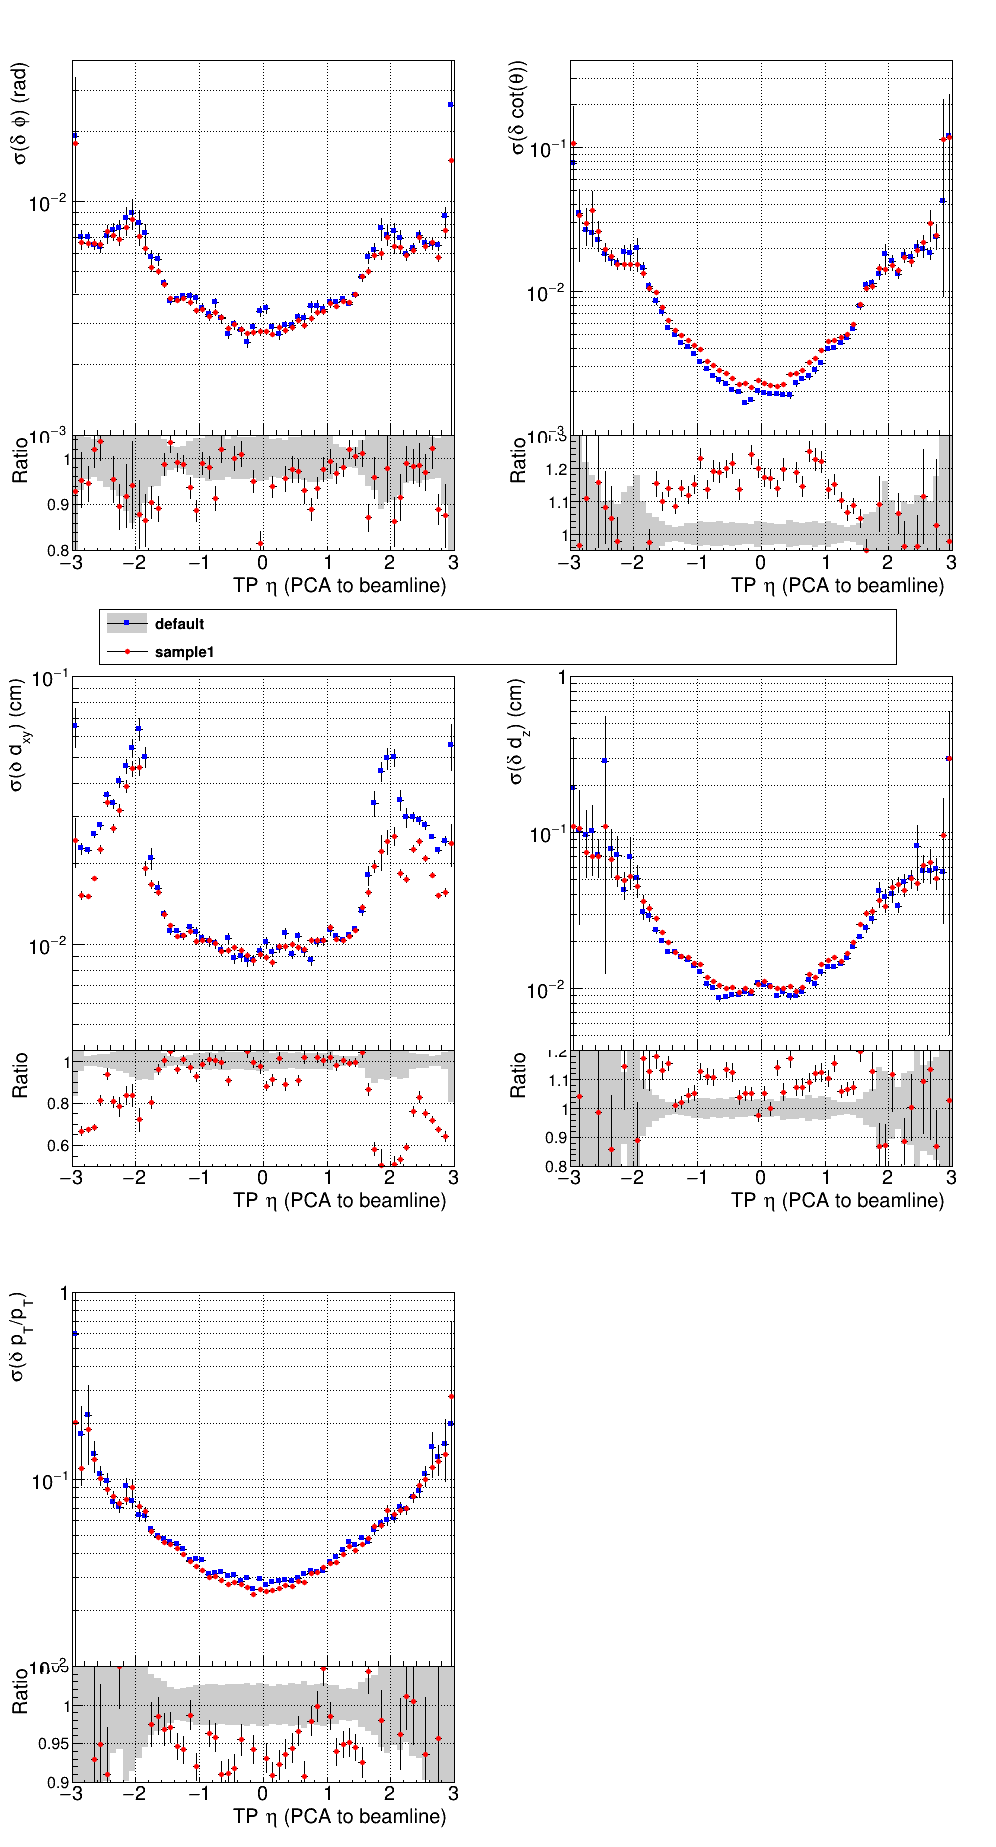 σ(δ φ) (rad)
10⁻²
10⁻³
Ratio
1
0.9
0.8
−3 −2 −1 0 1 2 3
TP η (PCA to beamline)
σ(δ cot(θ))
10⁻¹
10⁻²
Ratio
1.2
1.1
1
−3 −2 −1 0 1 2 3
TP η (PCA to beamline)
default
sample1
σ(δ d_xy) (cm)
10⁻¹
10⁻²
Ratio
1
0.8
0.6
−3 −2 −1 0 1 2 3
TP η (PCA to beamline)
σ(δ d_z) (cm)
1
10⁻¹
10⁻²
Ratio
1.2
1.1
1
0.9
0.8
−3 −2 −1 0 1 2 3
TP η (PCA to beamline)
σ(δ p_T/p_T)
1
10⁻¹
Ratio
1
0.95
0.9
−3 −2 −1 0 1 2 3
TP η (PCA to beamline)